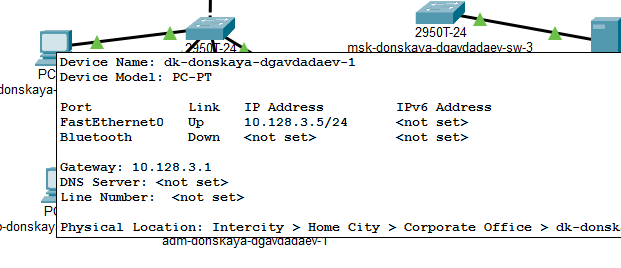 2950T-24
msk-donskaya-dgavdadaev-sw-3
2950T-24
PC
donskaya-
Device Name: dk-donskaya-dgavdadaev-1
Device Model: PC-PT
Port Link IP Address IPv6 Address
FastEthernet0 Up 10.128.3.5/24 <not set>
Bluetooth Down <not set> <not set>
Gateway: 10.128.3.1
DNS Server: <not set>
Line Number: <not set>
PC
o-donskay
Physical Location: Intercity > Home City > Corporate Office > dk-donsk
adm-donskaya-dgavdadaev-1